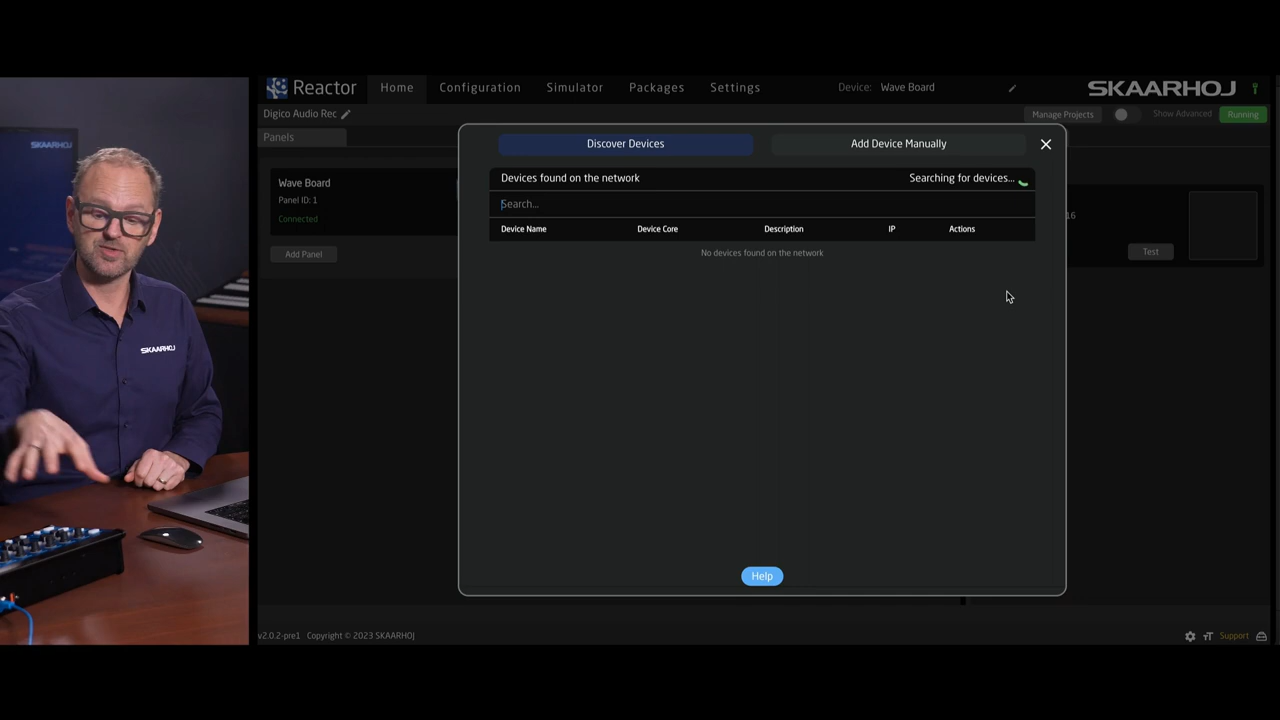 SKAARHOJ
SKAARHOJ
Reactor
Home
Configuration
Simulator
Packages
Settings
Device: Wave Board
SKAARHOJ
Digico Audio Rec
Manage Projects
Show Advanced
Running
Panels
Wave Board
Panel ID: 1
Connected
Add Panel
Discover Devices
Add Device Manually
Devices found on the network
Searching for devices...
Search...
Device Name
Device Core
Description
IP
Actions
No devices found on the network
16
Test
Help
v2.0.2-pre1 Copyright © 2023 SKAARHOJ
Support